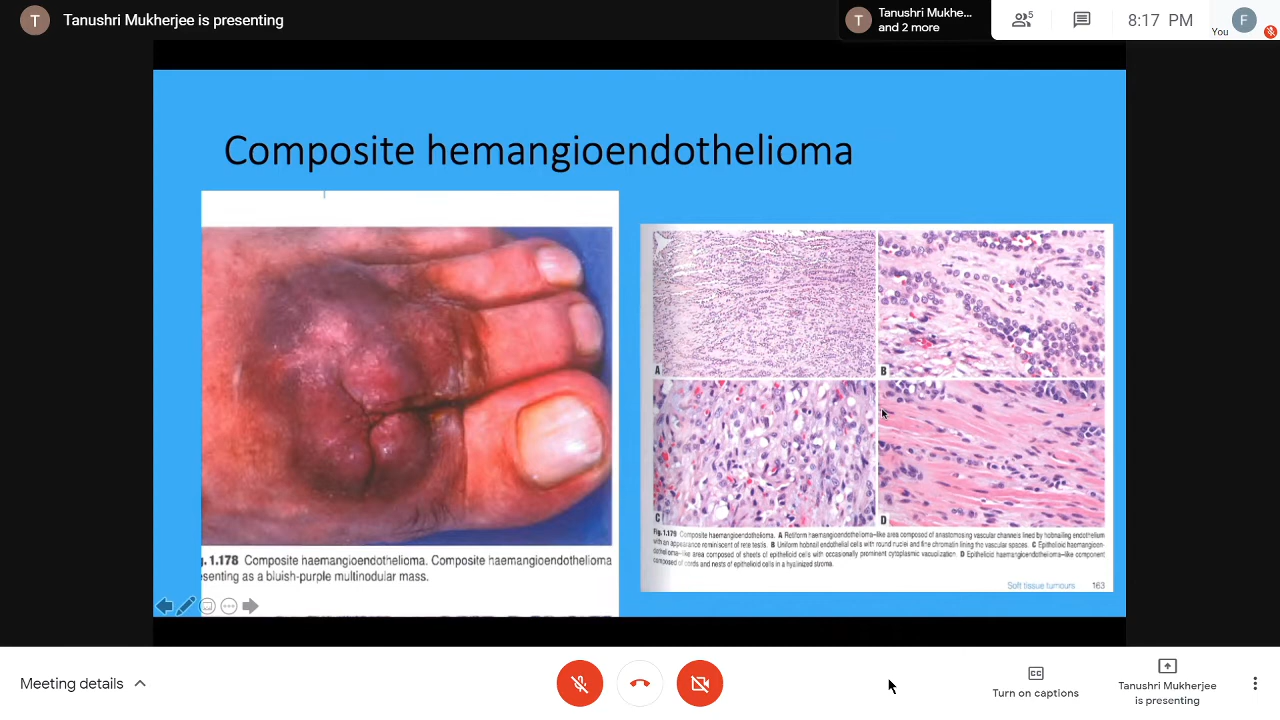 T
Tanushri Mukherjee is presenting
T
Tanushri Mukhe...
and 2 more
5
8:17 PM
You
F
Composite hemangioendothelioma
1.178 Composite haemangioendothelioma. Composite haemangioendothelioma
esenting as a bluish-purple multinodular mass.
A
B
C
D
Fig. 1.179 Composite haemangioendothelioma. A Retiform haemangioendothelioma-like area composed of anastomosing vascular channels lined by hobnailing endothelium
with an appearance reminiscent of rete testis. B Uniform hobnail endothelial cells with round nuclei and fine chromatin lining the vascular spaces. C Epithelioid haemangioen-
dothelioma-like area composed of sheets of epithelioid cells with occasionally prominent cytoplasmic vacuolization. D Epithelioid haemangioendothelioma-like component
composed of cords and nests of epithelioid cells in a hyalinized stroma.
Soft tissue tumours 163
Meeting details
CC
Turn on captions
Tanushri Mukherjee
is presenting